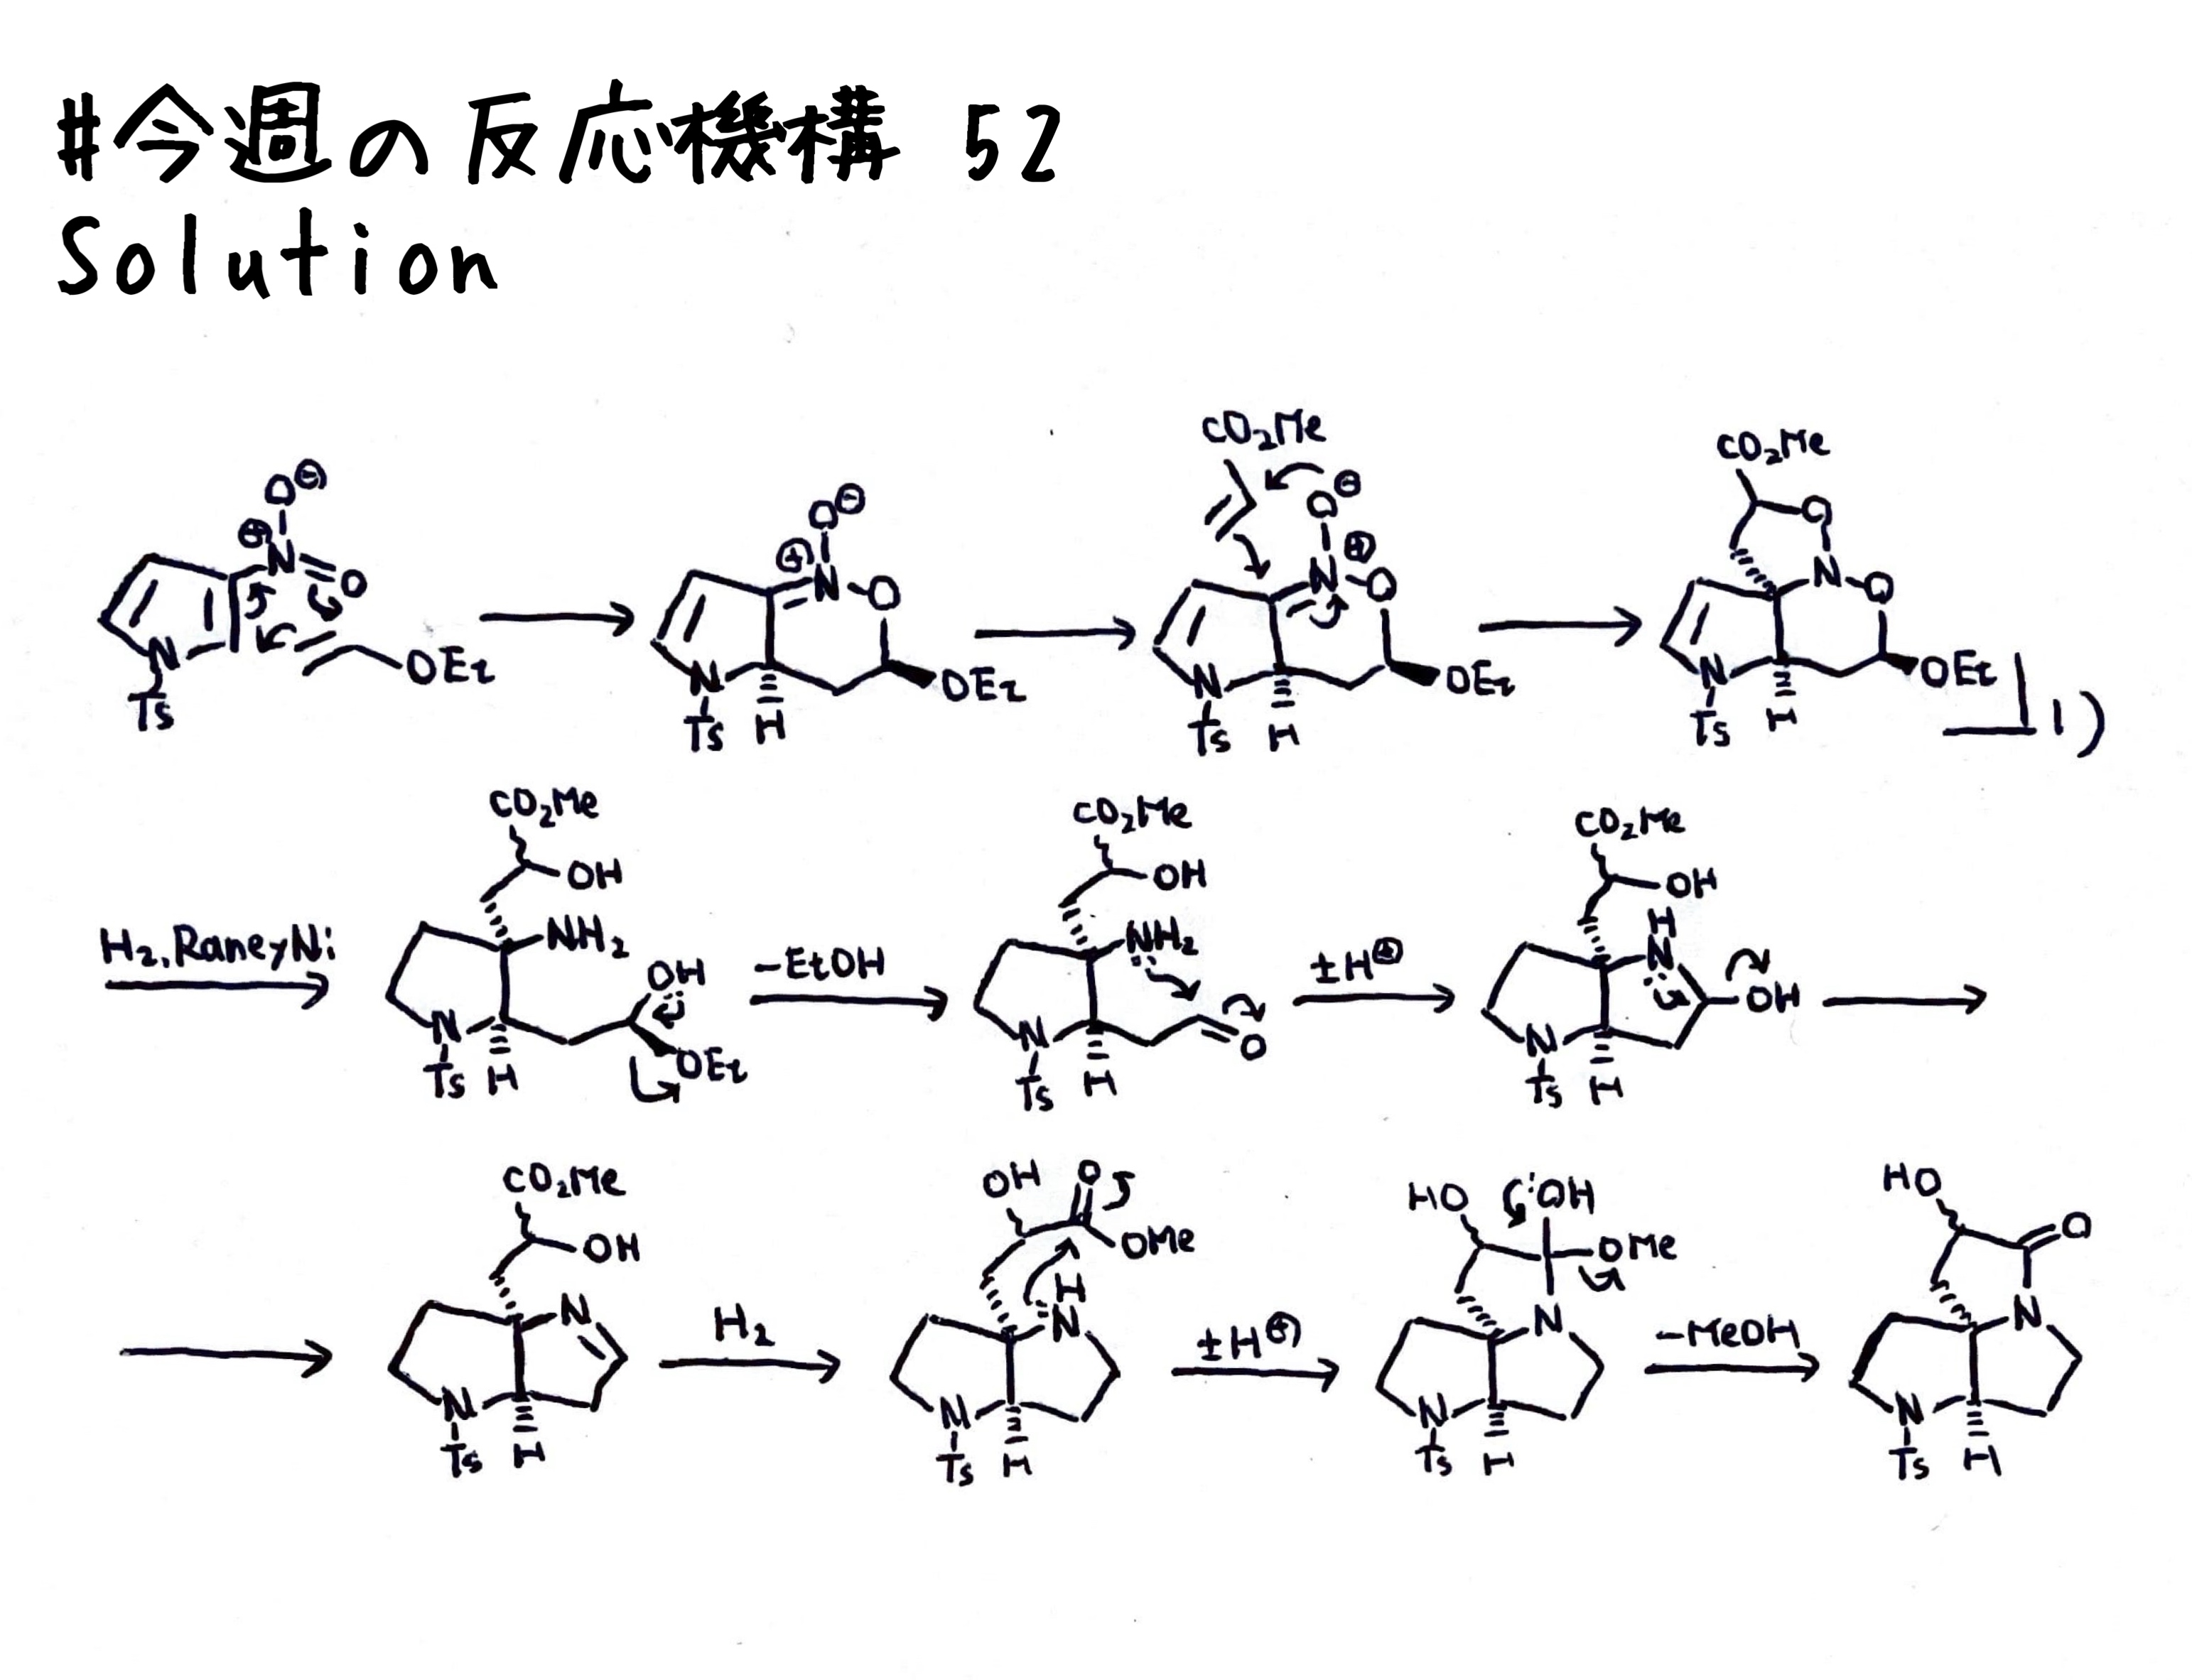 #今週の反応機構 52
Solution
O⊖
⊕N=O
N
Ts
OEt
O⊖
⊕N-O
N
Ts
H
OEt
CO₂Me
O⊖
N⊕-O
N
Ts
H
OEt
CO₂Me
O
N-O
N
Ts
H
OEt
1)
H₂, Raney Ni
CO₂Me
OH
NH₂
OH
N
Ts
H
OEt
-EtOH
CO₂Me
OH
NH₂
N
Ts
H
O
±H⊕
CO₂Me
OH
H
N
OH
N
Ts
H
CO₂Me
OH
N
N
Ts
H
H₂
OH
O
OMe
H
N
N
Ts
H
±H⊕
HO
:OH
OMe
N
N
Ts
H
-MeOH
HO
O
N
N
Ts
H